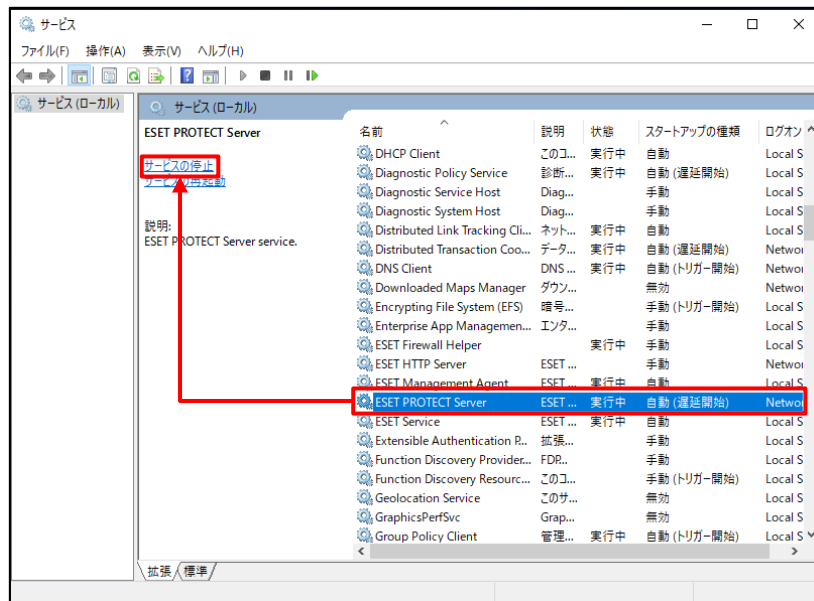 サービス
ファイル(F) 操作(A) 表示(V) ヘルプ(H)
サービス (ローカル)
サービス (ローカル)
ESET PROTECT Server
サービスの停止
サービスの再起動
説明:
ESET PROTECT Server service.
名前 説明 状態 スタートアップの種類 ログオン
DHCP Client このコ... 実行中 自動 Local S
Diagnostic Policy Service 診断... 実行中 自動 (遅延開始) Local S
Diagnostic Service Host Diag... 手動 Local S
Diagnostic System Host Diag... 手動 Local S
Distributed Link Tracking Cli... ネット... 実行中 自動 Local S
Distributed Transaction Coo... データ... 実行中 自動 (遅延開始) Networ
DNS Client DNS ... 実行中 自動 (トリガー開始) Networ
Downloaded Maps Manager ダウン... 無効 Networ
Encrypting File System (EFS) 暗号... 手動 (トリガー開始) Local S
Enterprise App Managemen... エンタ... 手動 Local S
ESET Firewall Helper 実行中 手動 Local S
ESET HTTP Server ESET ... 手動 Networ
ESET Management Agent ESET ... 実行中 自動 Local S
ESET PROTECT Server ESET ... 実行中 自動 (遅延開始) Networ
ESET Service ESET ... 実行中 自動 Local S
Extensible Authentication P... 拡張... 手動 Local S
Function Discovery Provider... FDP... 手動 Local S
Function Discovery Resourc... このコ... 手動 (トリガー開始) Local S
Geolocation Service このサ... 無効 Local S
GraphicsPerfSvc Grap... 無効 Local S
Group Policy Client 管理... 実行中 自動 (トリガー開始) Local S
拡張 標準